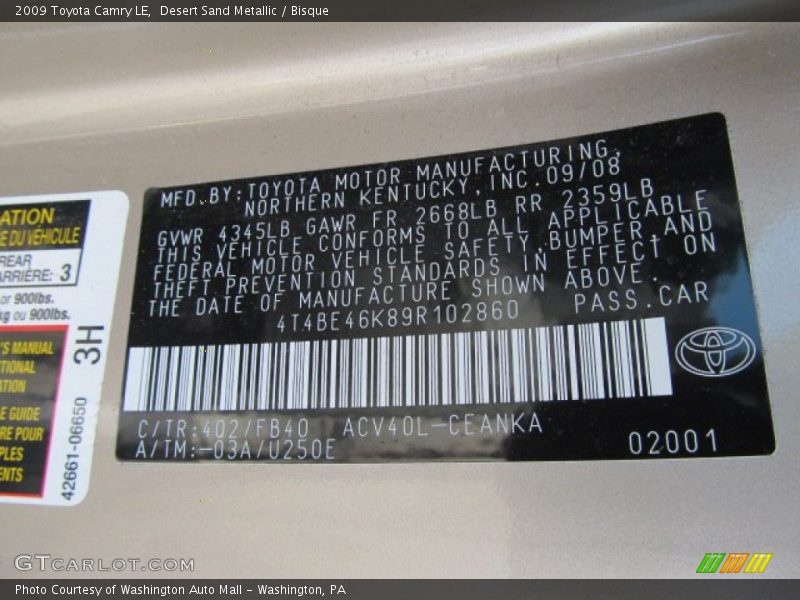 2009 Toyota Camry LE, Desert Sand Metallic / Bisque
MFD.BY:TOYOTA MOTOR MANUFACTURING,
NORTHERN KENTUCKY,INC.09/08
GVWR 4345LB GAWR FR 2668LB RR 2359LB
THIS VEHICLE CONFORMS TO ALL APPLICABLE
FEDERAL MOTOR VEHICLE SAFETY,BUMPER,AND
THEFT PREVENTION STANDARDS IN EFFECT ON
THE DATE OF MANUFACTURE SHOWN ABOVE.
4T4BE46K89R102860 PASS.CAR
C/TR:402/FB40 ACV40L-CEANKA
A/TM:-03A/U250E 02001
ATION
E DU VÉHICULE
REAR
ARRIÈRE: 3
or 900lbs.
kg ou 900lbs.
'S MANUAL
TIONAL
ATION
E GUIDE
RE POUR
PLES
ENTS
3H
42661-06650
GTCARLOT.COM
Photo Courtesy of Washington Auto Mall - Washington, PA